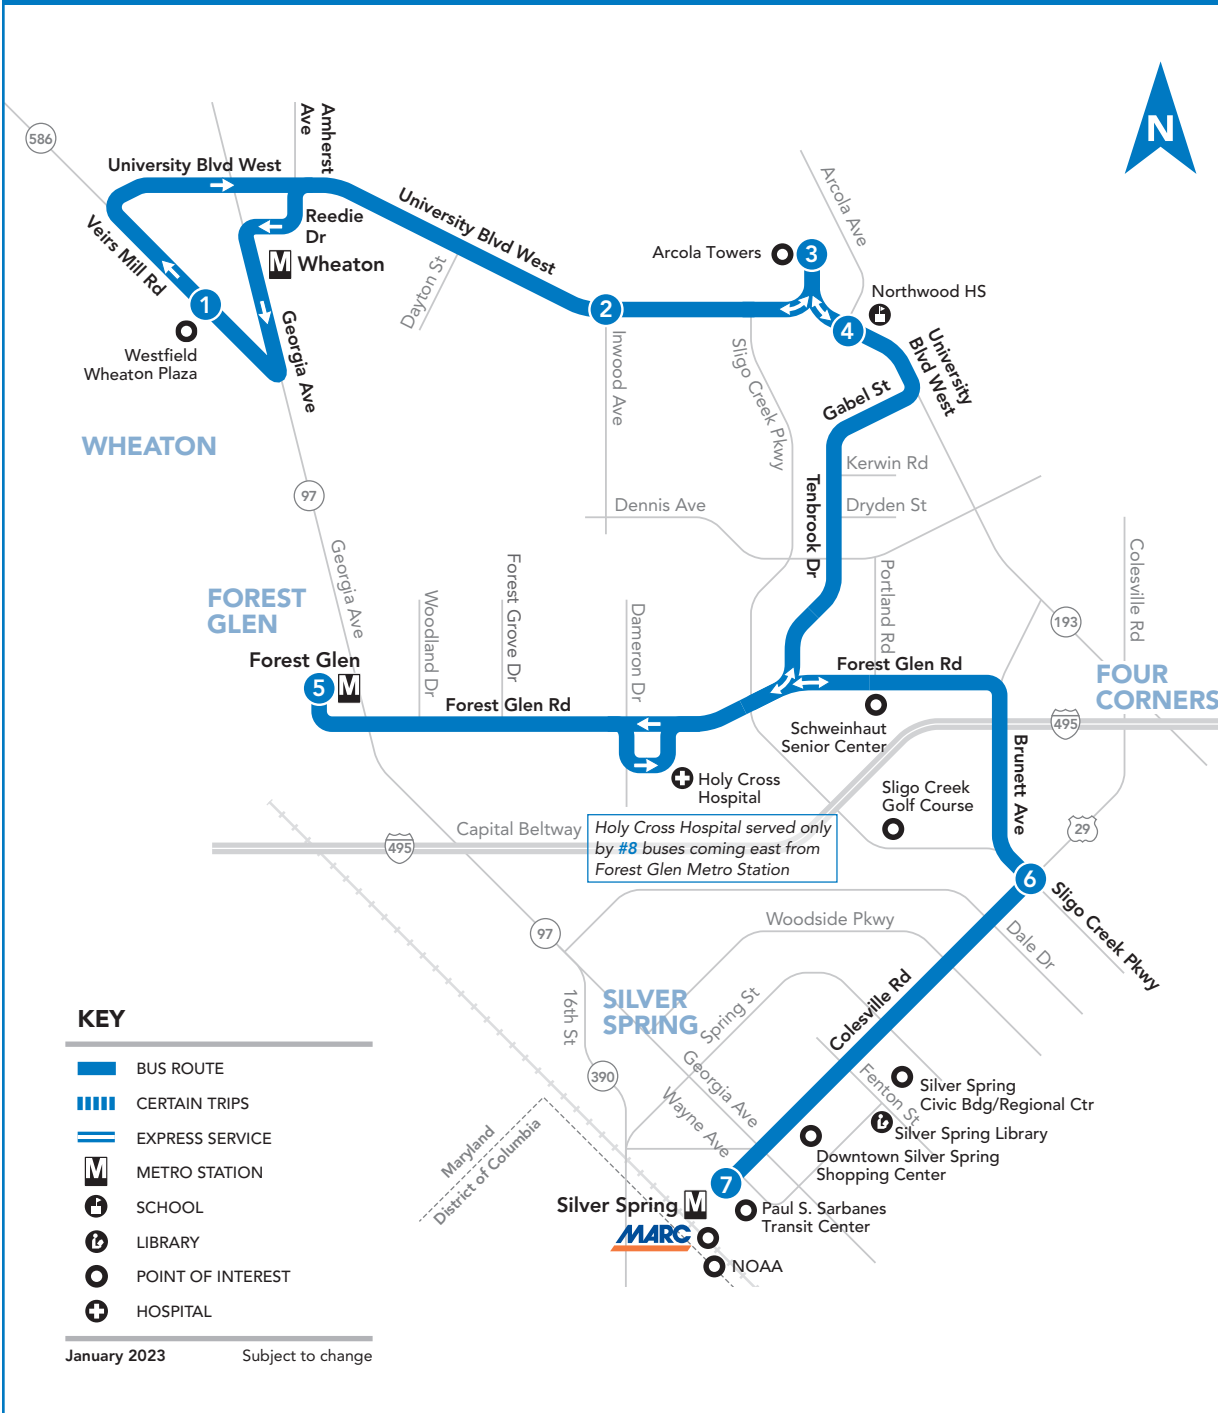 N
586
Amherst
Ave
University Blvd West
Reedie
Dr
Veirs Mill Rd
M Wheaton
1
Westfield
Wheaton Plaza
Georgia Ave
University Blvd West
Dayton St
2
Inwood Ave
Arcola Towers
3
Arcola Ave
Northwood HS
4
University
Blvd West
Sligo Creek Pkwy
Gabel St
WHEATON
Kerwin Rd
97
Dennis Ave
Tenbrook Dr
Dryden St
Georgia Ave
FOREST
GLEN
Forest Glen
5
M
Woodland Dr
Forest Grove Dr
Dameron Dr
Portland Rd
Colesville Rd
193
Forest Glen Rd
Forest Glen Rd
FOUR
CORNERS
495
Schweinhaut
Senior Center
Brunett Ave
Holy Cross
Hospital
Sligo Creek
Golf Course
29
Capital Beltway
495
Holy Cross Hospital served only
by #8 buses coming east from
Forest Glen Metro Station
6
Sligo Creek Pkwy
97
Woodside Pkwy
Dale Dr
16th St
SILVER
SPRING
Spring St
Colesville Rd
Georgia Ave
390
Wayne Ave
Fenton St
Silver Spring
Civic Bdg/Regional Ctr
Silver Spring Library
Downtown Silver Spring
Shopping Center
Maryland
District of Columbia
7
Silver Spring M
MARC
Paul S. Sarbanes
Transit Center
NOAA
KEY
BUS ROUTE
CERTAIN TRIPS
EXPRESS SERVICE
M METRO STATION
SCHOOL
LIBRARY
POINT OF INTEREST
HOSPITAL
January 2023 Subject to change